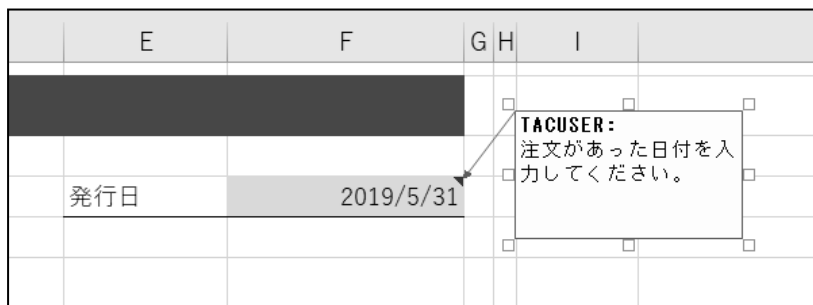 E F G H I
TACUSER:
注文があった日付を入
力してください。
発行日 2019/5/31